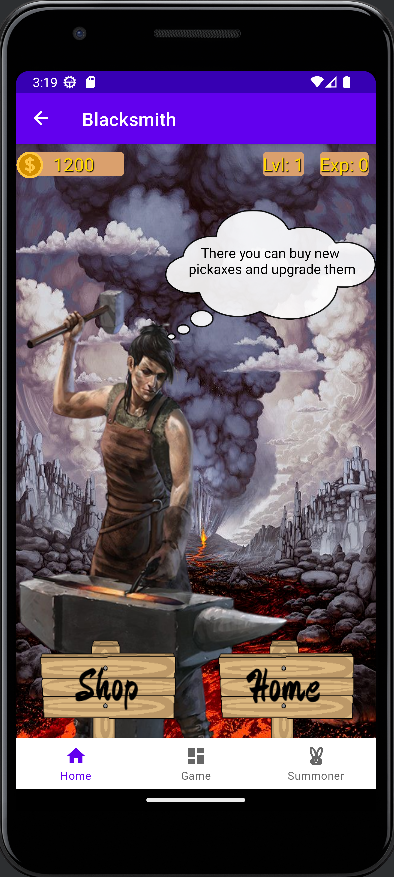 3:19
Blacksmith
1200
Lvl: 1
Exp: 0
There you can buy new
pickaxes and upgrade them
Shop
Home
Home
Game
Summoner